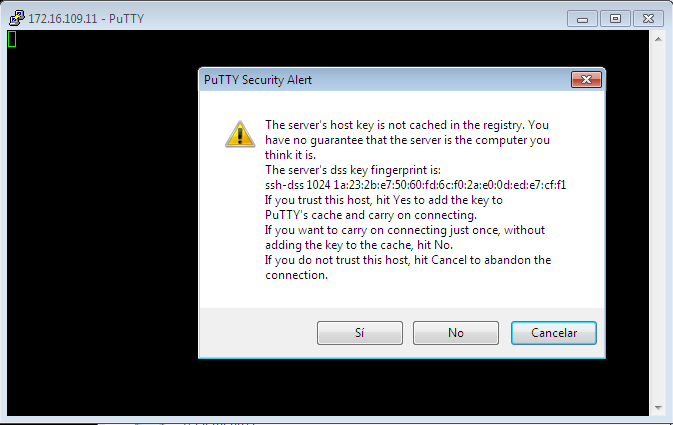 172.16.109.11 - PuTTY
PuTTY Security Alert
The server's host key is not cached in the registry. You
have no guarantee that the server is the computer you
think it is.
The server's dss key fingerprint is:
ssh-dss 1024 1a:23:2b:e7:50:60:fd:6c:f0:2a:e0:0d:ed:e7:cf:f1
If you trust this host, hit Yes to add the key to
PuTTY's cache and carry on connecting.
If you want to carry on connecting just once, without
adding the key to the cache, hit No.
If you do not trust this host, hit Cancel to abandon the
connection.
Sí
No
Cancelar